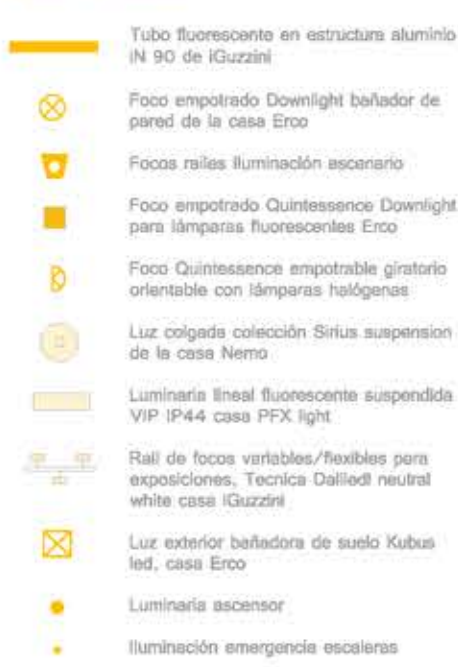 Tubo fluorescente en estructura aluminio
iN 90 de iGuzzini
Foco empotrado Downlight bañador de
pared de la casa Erco
Focos railes iluminación escenario
Foco empotrado Quintessence Downlight
para lámparas fluorescentes Erco
Foco Quintessence empotrable giratorio
orientable con lámparas halógenas
Luz colgada colección Sirius suspension
de la casa Nemo
Luminaria lineal fluorescente suspendida
VIP IP44 casa PFX light
Rail de focos variables/flexibles para
exposiciones, Tecnica neutral
white casa iGuzzini
Luz exterior bañadora de suelo Kubus
led, casa Erco
Luminaria ascensor
Iluminación emergencia escaleras